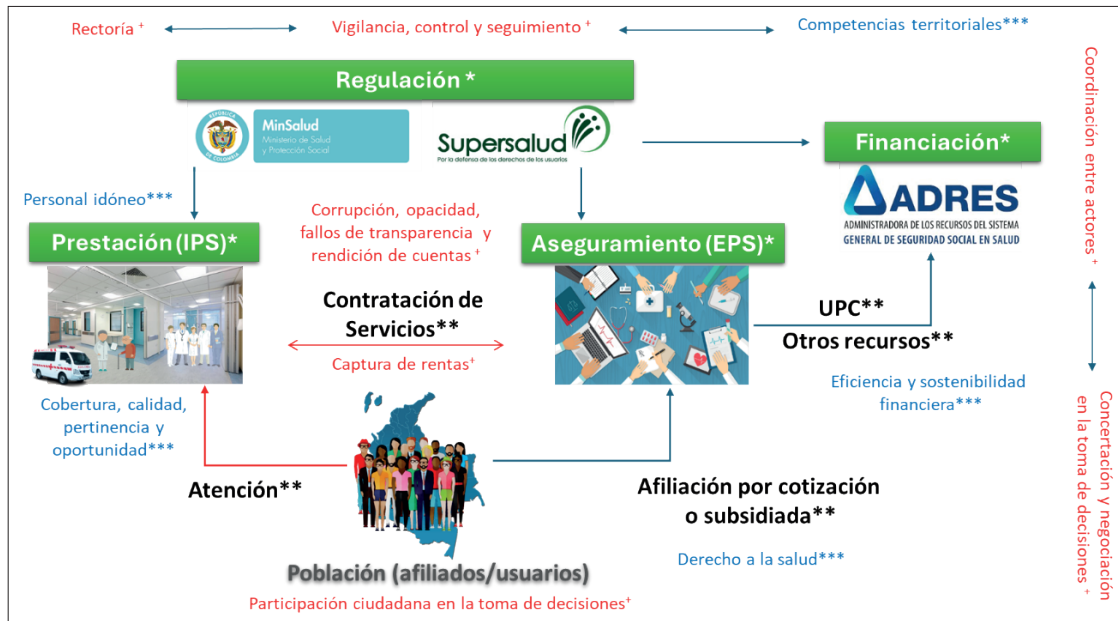 Rectoría +
Vigilancia, control y seguimiento +
Competencias territoriales***
Regulación *
MinSalud
Ministerio de Salud
y Protección Social
Supersalud
Por la defensa de los derechos de los usuarios
Financiación*
ADRES
ADMINISTRADORA DE LOS RECURSOS DEL SISTEMA
GENERAL DE SEGURIDAD SOCIAL EN SALUD
Coordinación entre actores +
Personal idóneo***
Prestación (IPS)*
Corrupción, opacidad,
fallos de transparencia y
rendición de cuentas +
Aseguramiento (EPS)*
Contratación de
Servicios**
Captura de rentas+
UPC**
Otros recursos**
Eficiencia y sostenibilidad
financiera***
Cobertura, calidad,
pertinencia y
oportunidad***
Atención**
Afiliación por cotización
o subsidiada**
Derecho a la salud***
Población (afiliados/usuarios)
Participación ciudadana en la toma de decisiones+
Concertación y negociación
en la toma de decisiones +